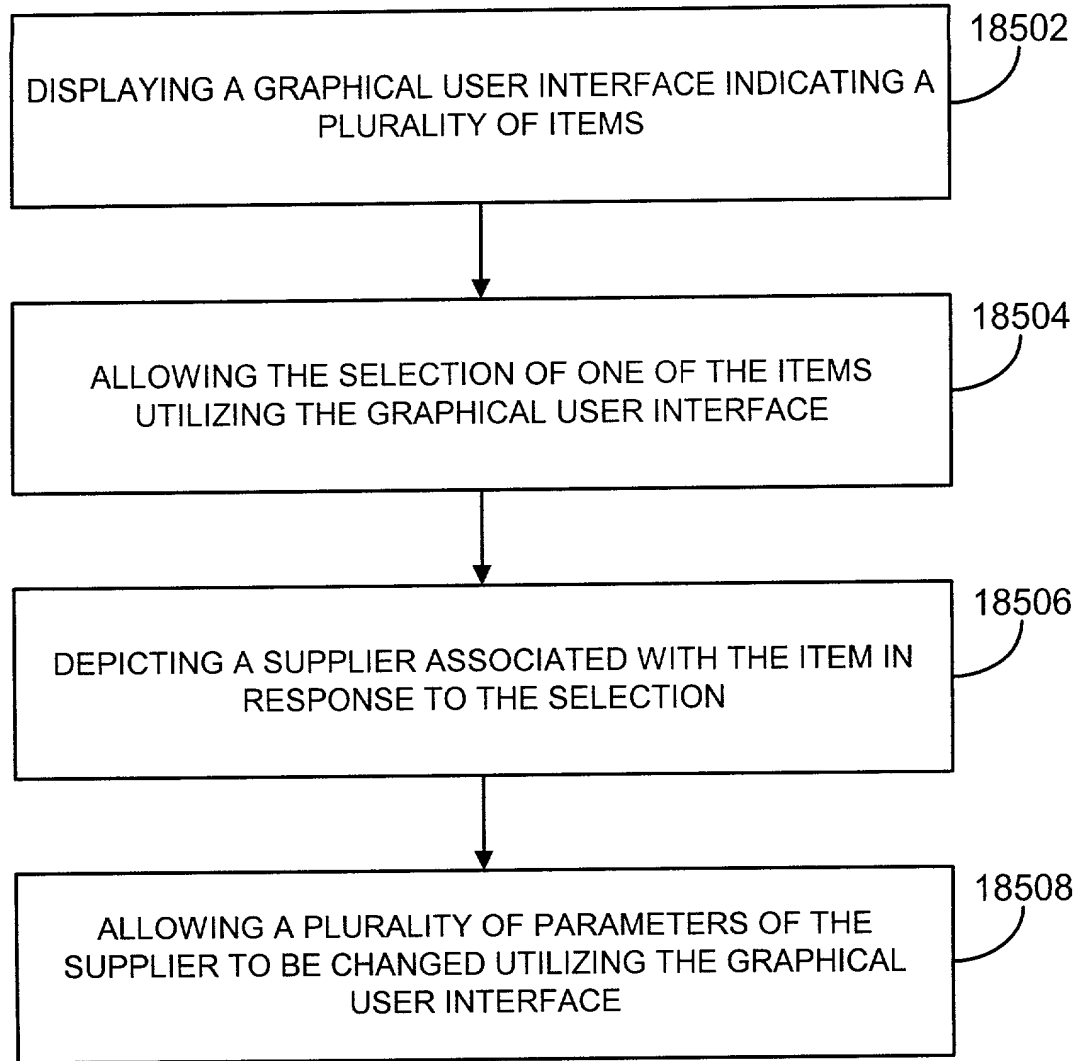 18502
DISPLAYING A GRAPHICAL USER INTERFACE INDICATING A
PLURALITY OF ITEMS
18504
ALLOWING THE SELECTION OF ONE OF THE ITEMS
UTILIZING THE GRAPHICAL USER INTERFACE
18506
DEPICTING A SUPPLIER ASSOCIATED WITH THE ITEM IN
RESPONSE TO THE SELECTION
18508
ALLOWING A PLURALITY OF PARAMETERS OF THE
SUPPLIER TO BE CHANGED UTILIZING THE GRAPHICAL
USER INTERFACE